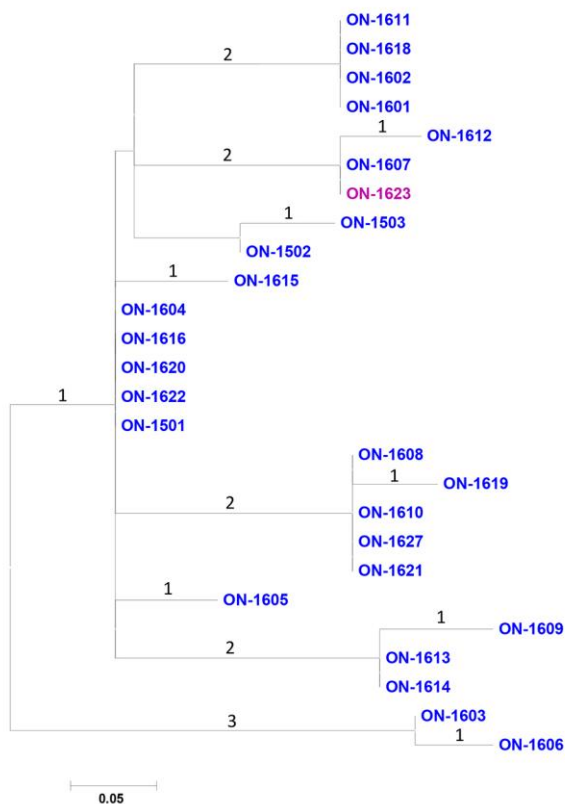 ON-1611
2
ON-1618
ON-1602
ON-1601
1
ON-1612
2
ON-1607
ON-1623
1
ON-1503
ON-1502
1
ON-1615
ON-1604
ON-1616
ON-1620
ON-1622
1
ON-1501
ON-1608
1
ON-1619
2
ON-1610
ON-1627
ON-1621
1
ON-1605
1
ON-1609
2
ON-1613
ON-1614
ON-1603
3
1
ON-1606
0.05